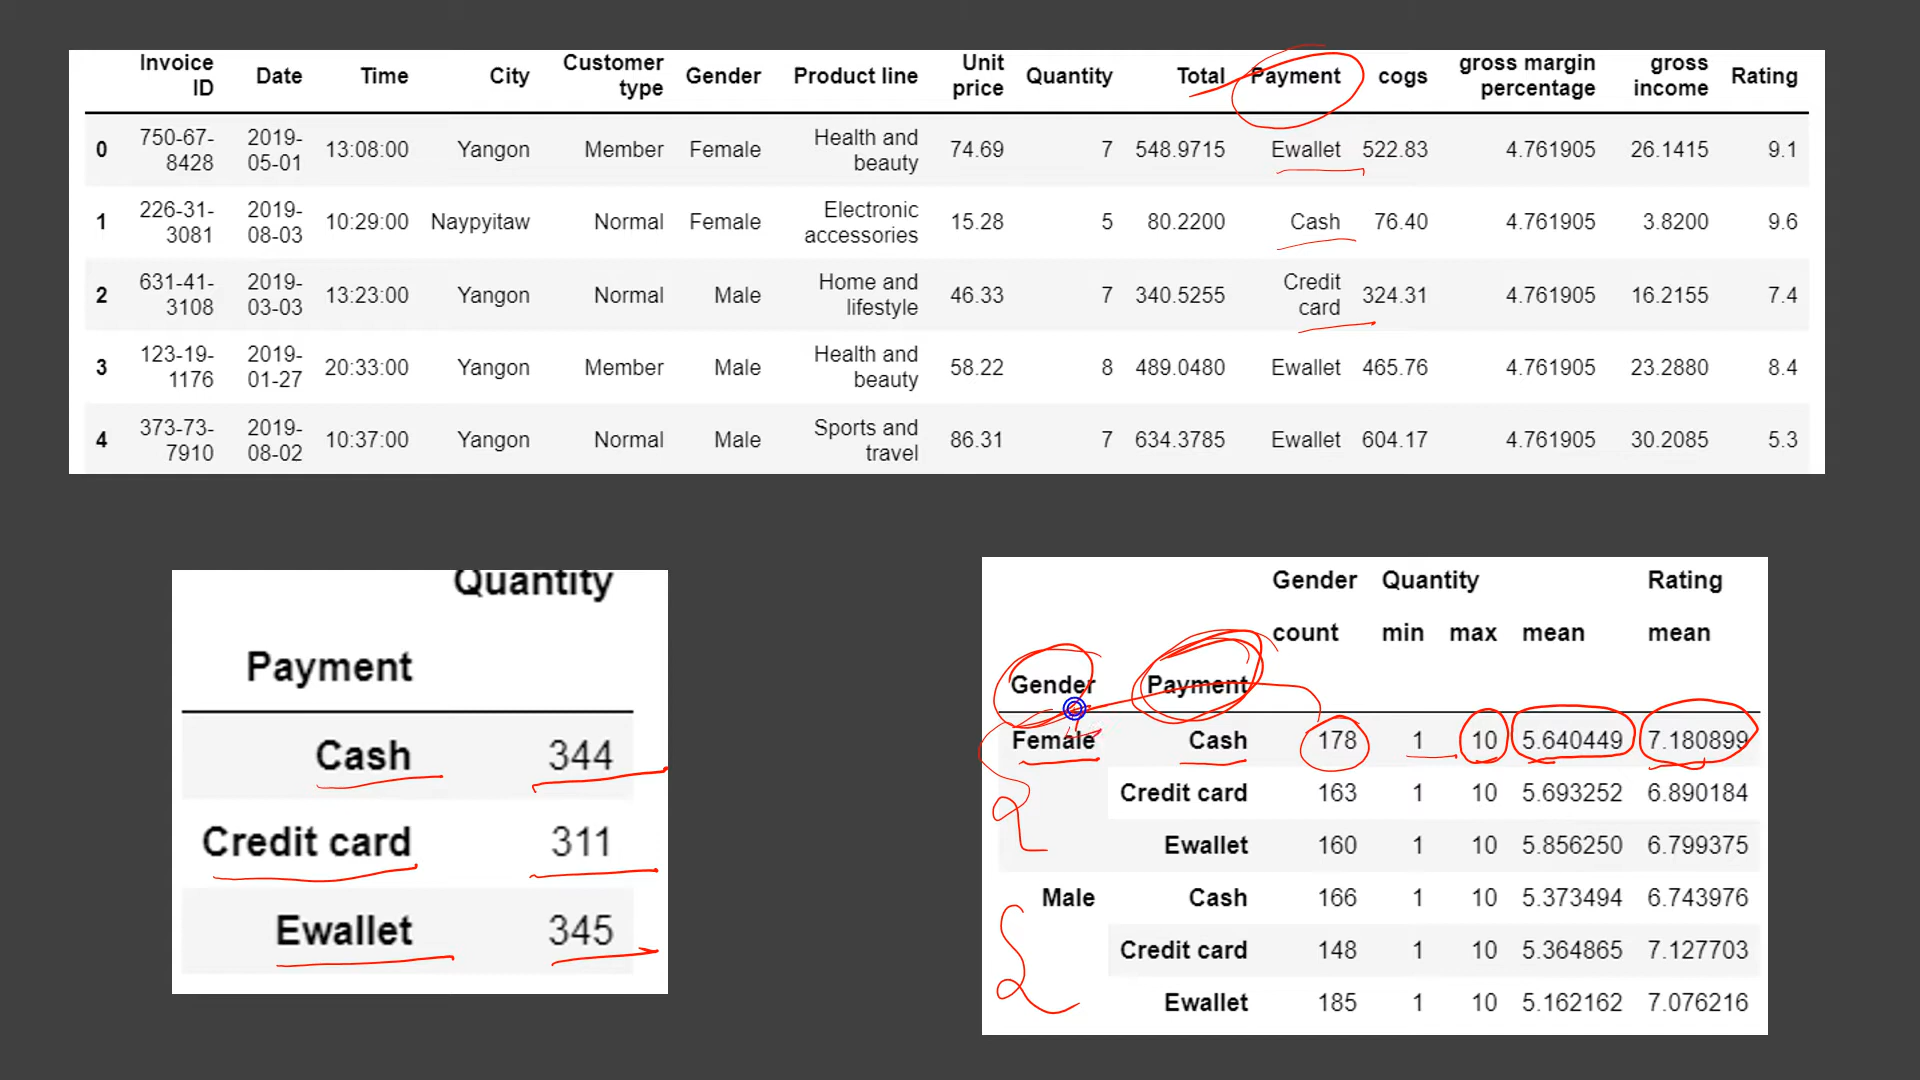 Invoice ID Date Time City Customer type Gender Product line Unit price Quantity Total Payment cogs gross margin percentage gross income Rating
0 750-67-8428 2019-05-01 13:08:00 Yangon Member Female Health and beauty 74.69 7 548.9715 Ewallet 522.83 4.761905 26.1415 9.1
1 226-31-3081 2019-08-03 10:29:00 Naypyitaw Normal Female Electronic accessories 15.28 5 80.2200 Cash 76.40 4.761905 3.8200 9.6
2 631-41-3108 2019-03-03 13:23:00 Yangon Normal Male Home and lifestyle 46.33 7 340.5255 Credit card 324.31 4.761905 16.2155 7.4
3 123-19-1176 2019-01-27 20:33:00 Yangon Member Male Health and beauty 58.22 8 489.0480 Ewallet 465.76 4.761905 23.2880 8.4
4 373-73-7910 2019-08-02 10:37:00 Yangon Normal Male Sports and travel 86.31 7 634.3785 Ewallet 604.17 4.761905 30.2085 5.3
Quantity
Payment
Cash 344
Credit card 311
Ewallet 345
Gender Quantity Rating
count min max mean mean
Gender Payment
Female Cash 178 1 10 5.640449 7.180899
Credit card 163 1 10 5.693252 6.890184
Ewallet 160 1 10 5.856250 6.799375
Male Cash 166 1 10 5.373494 6.743976
Credit card 148 1 10 5.364865 7.127703
Ewallet 185 1 10 5.162162 7.076216